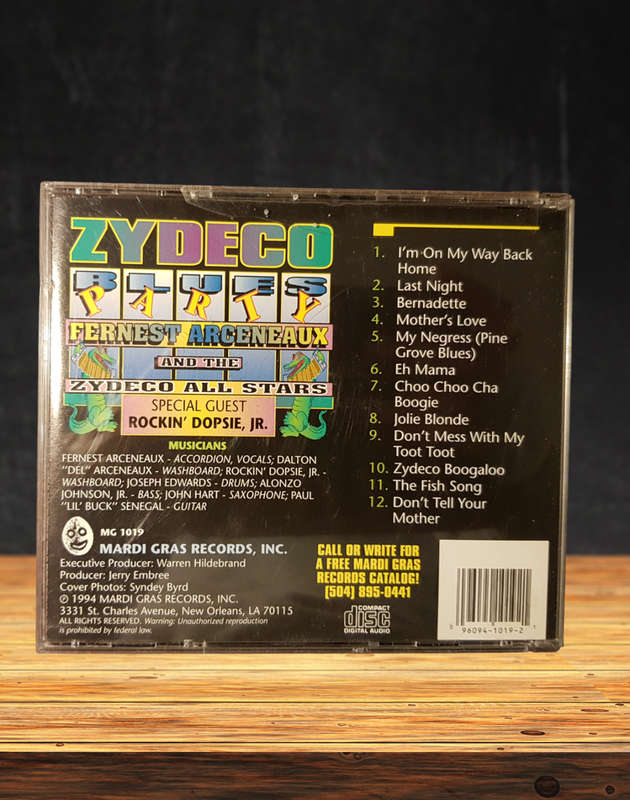 ZYDECO
BLUES
PARTY
FERNEST ARCENEAUX
AND THE
ZYDECO ALL STARS
SPECIAL GUEST
ROCKIN' DOPSIE, JR.
MUSICIANS
FERNEST ARCENEAUX - ACCORDION, VOCALS; DALTON
"DEL" ARCENEAUX - WASHBOARD; ROCKIN' DOPSIE, JR. -
WASHBOARD; JOSEPH EDWARDS - DRUMS; ALONZO
JOHNSON, JR. - BASS; JOHN HART - SAXOPHONE; PAUL
"LIL' BUCK" SENEGAL - GUITAR
MG 1019
MARDI GRAS RECORDS, INC.
Executive Producer: Warren Hildebrand
Producer: Jerry Embree
Cover Photos: Syndey Byrd
℗ 1994 MARDI GRAS RECORDS, INC.
3331 St. Charles Avenue, New Orleans, LA 70115
ALL RIGHTS RESERVED. Warning: Unauthorized reproduction
is prohibited by federal law.
1. I'm On My Way Back
Home
2. Last Night
3. Bernadette
4. Mother's Love
5. My Negress (Pine
Grove Blues)
6. Eh Mama
7. Choo Choo Cha
Boogie
8. Jolie Blonde
9. Don't Mess With My
Toot Toot
10. Zydeco Boogaloo
11. The Fish Song
12. Don't Tell Your
Mother
CALL OR WRITE FOR
A FREE MARDI GRAS
RECORDS CATALOG!
(504) 895-0441
COMPACT
disc
DIGITAL AUDIO
96094-1019-2